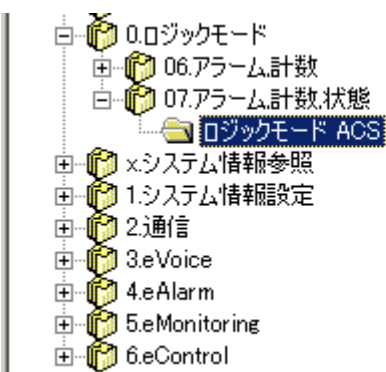 0.ロジックモード
06.アラーム,計数
07.アラーム,計数,状態
ロジックモード ACS
x.システム情報参照
1.システム情報設定
2.通信
3.eVoice
4.eAlarm
5.eMonitoring
6.eControl